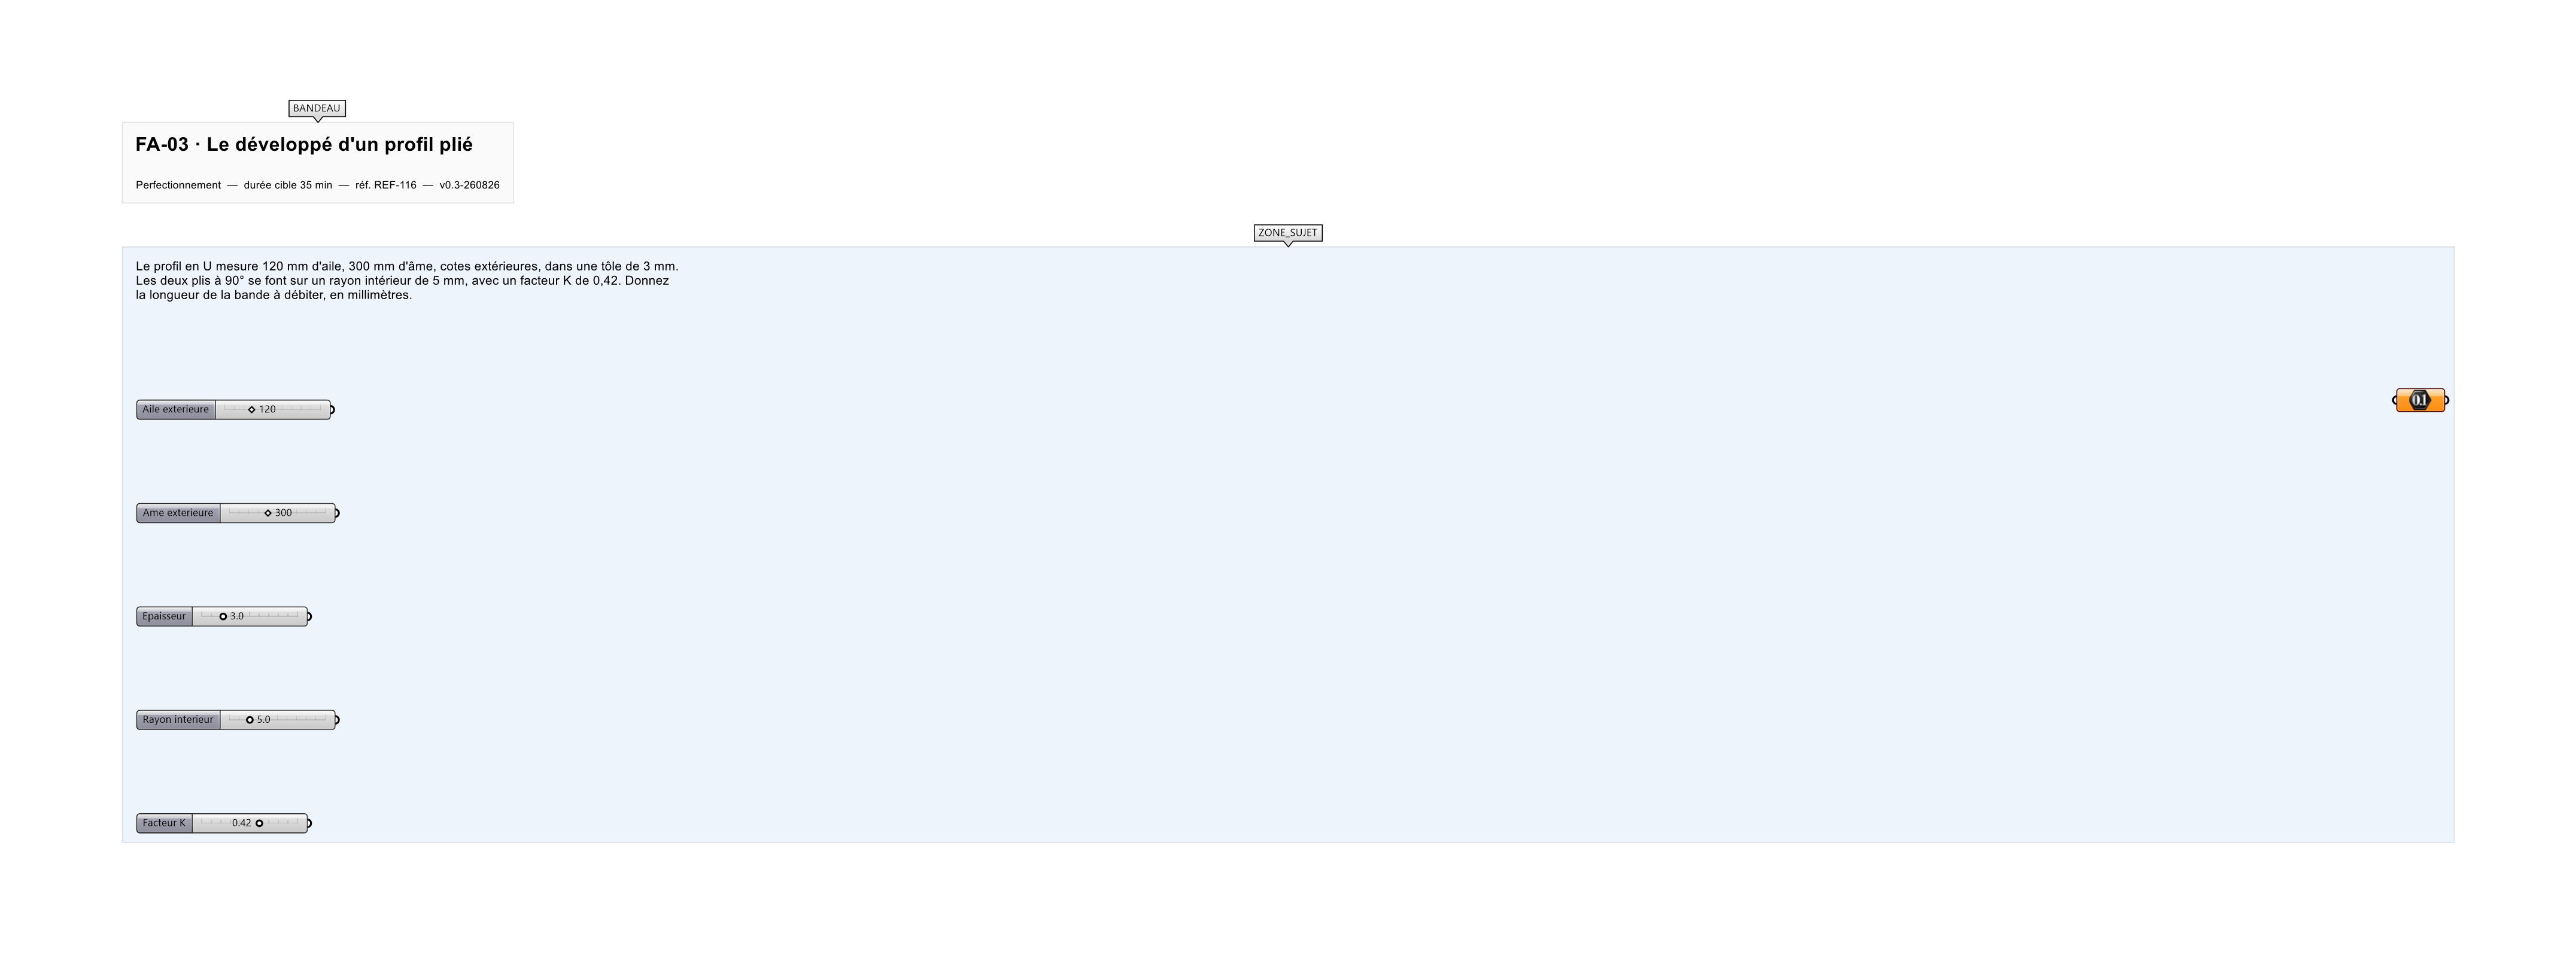 BANDEAU
FA-03 · Le développé d'un profil plié
Perfectionnement — durée cible 35 min — réf. REF-116 — v0.3-260826
ZONE_SUJET
Le profil en U mesure 120 mm d'aile, 300 mm d'âme, cotes extérieures, dans une tôle de 3 mm.
Les deux plis à 90° se font sur un rayon intérieur de 5 mm, avec un facteur K de 0,42. Donnez
la longueur de la bande à débiter, en millimètres.
Aile exterieure 120
0.1
Ame exterieure 300
Epaisseur 3.0
Rayon interieur 5.0
Facteur K 0.42